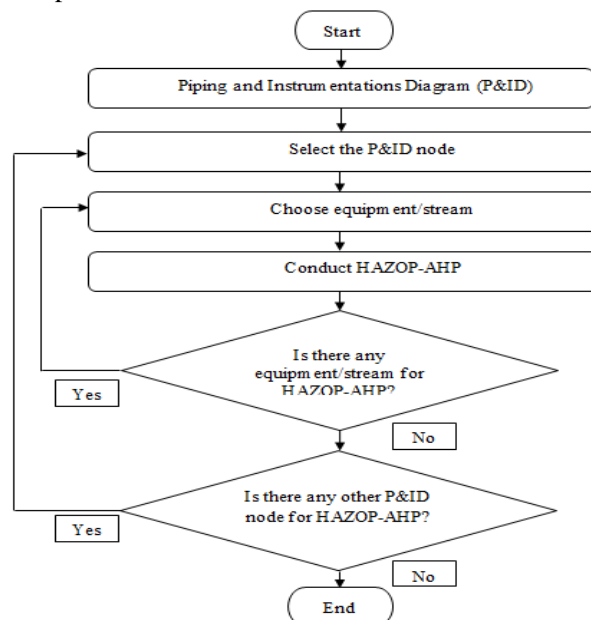 Start
Piping and Instrumentations Diagram (P&ID)
Select the P&ID node
Choose equipment/stream
Conduct HAZOP-AHP
Is there any
equipment/stream for
HAZOP-AHP?
Yes
No
Is there any other P&ID
node for HAZOP-AHP?
Yes
No
End